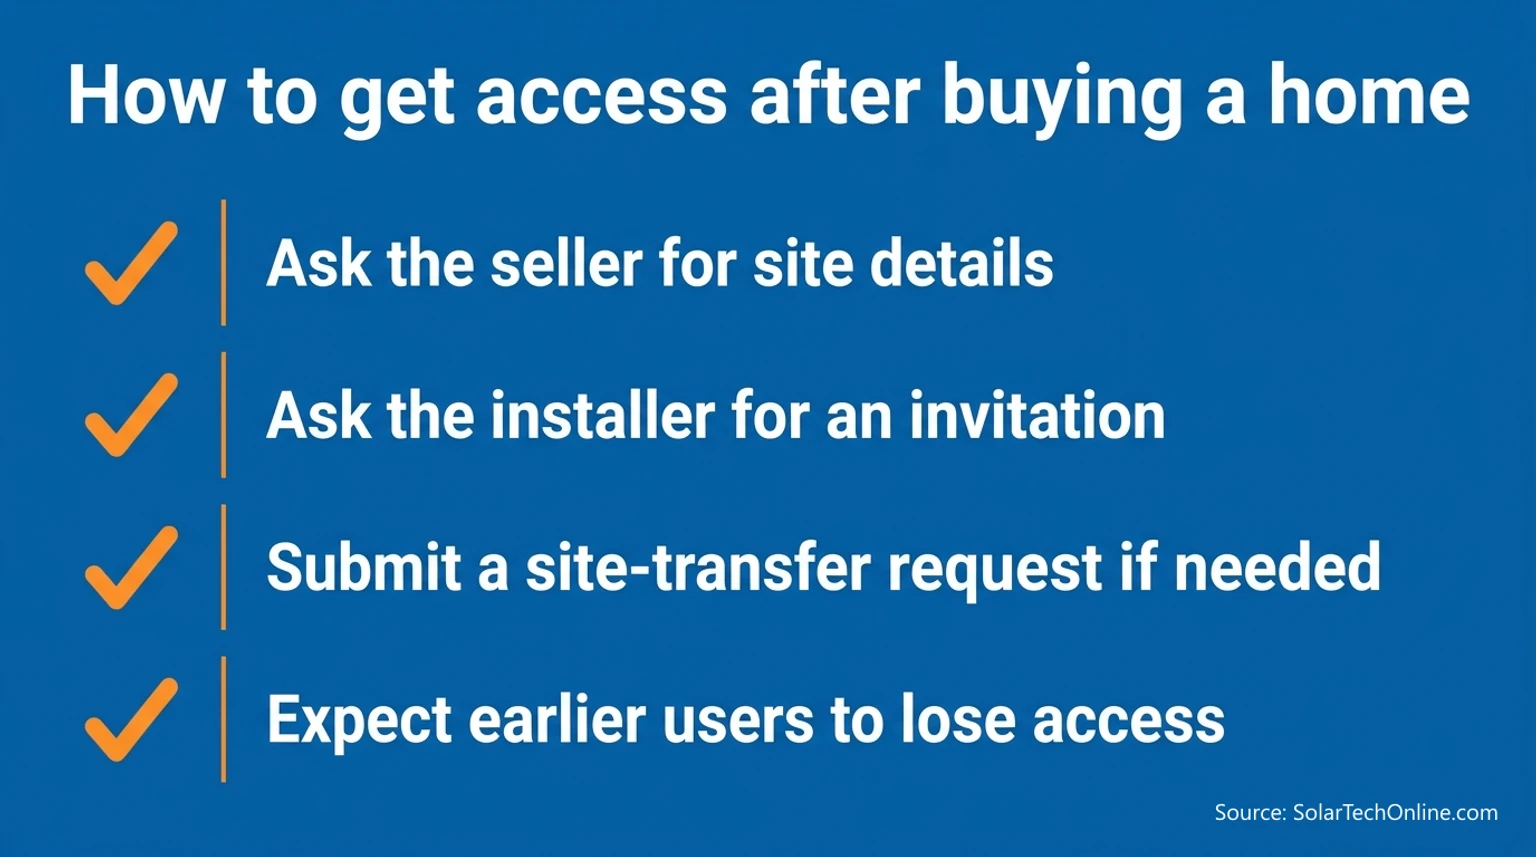 How to get access after buying a home
Ask the seller for site details
Ask the installer for an invitation
Submit a site-transfer request if needed
Expect earlier users to lose access
Source: SolarTechOnline.com